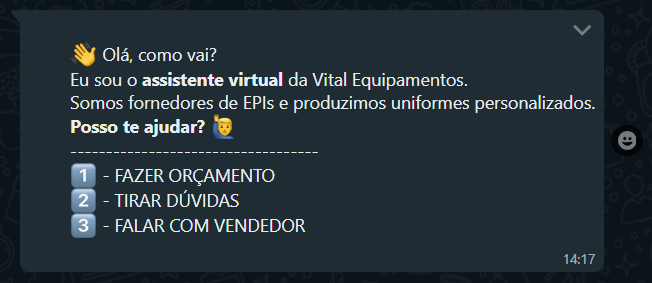 👋 Olá, como vai?
Eu sou o assistente virtual da Vital Equipamentos.
Somos fornedores de EPIs e produzimos uniformes personalizados.
Posso te ajudar? 🙋‍♂️
-----------------------------------
1️⃣ - FAZER ORÇAMENTO
2️⃣ - TIRAR DÚVIDAS
3️⃣ - FALAR COM VENDEDOR
14:17